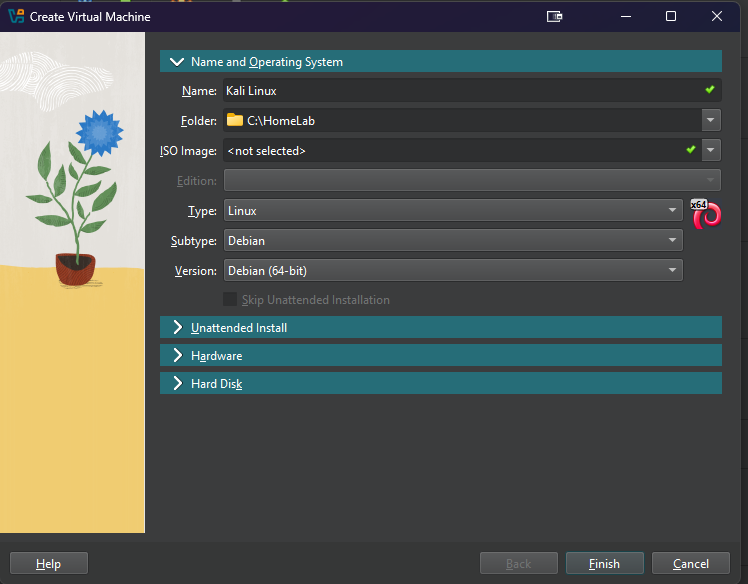 Create Virtual Machine
Name and Operating System
Name: Kali Linux
Folder: C:\HomeLab
ISO Image: <not selected>
Edition:
Type: Linux
x64
Subtype: Debian
Version: Debian (64-bit)
Skip Unattended Installation
Unattended Install
Hardware
Hard Disk
Help Back Finish Cancel